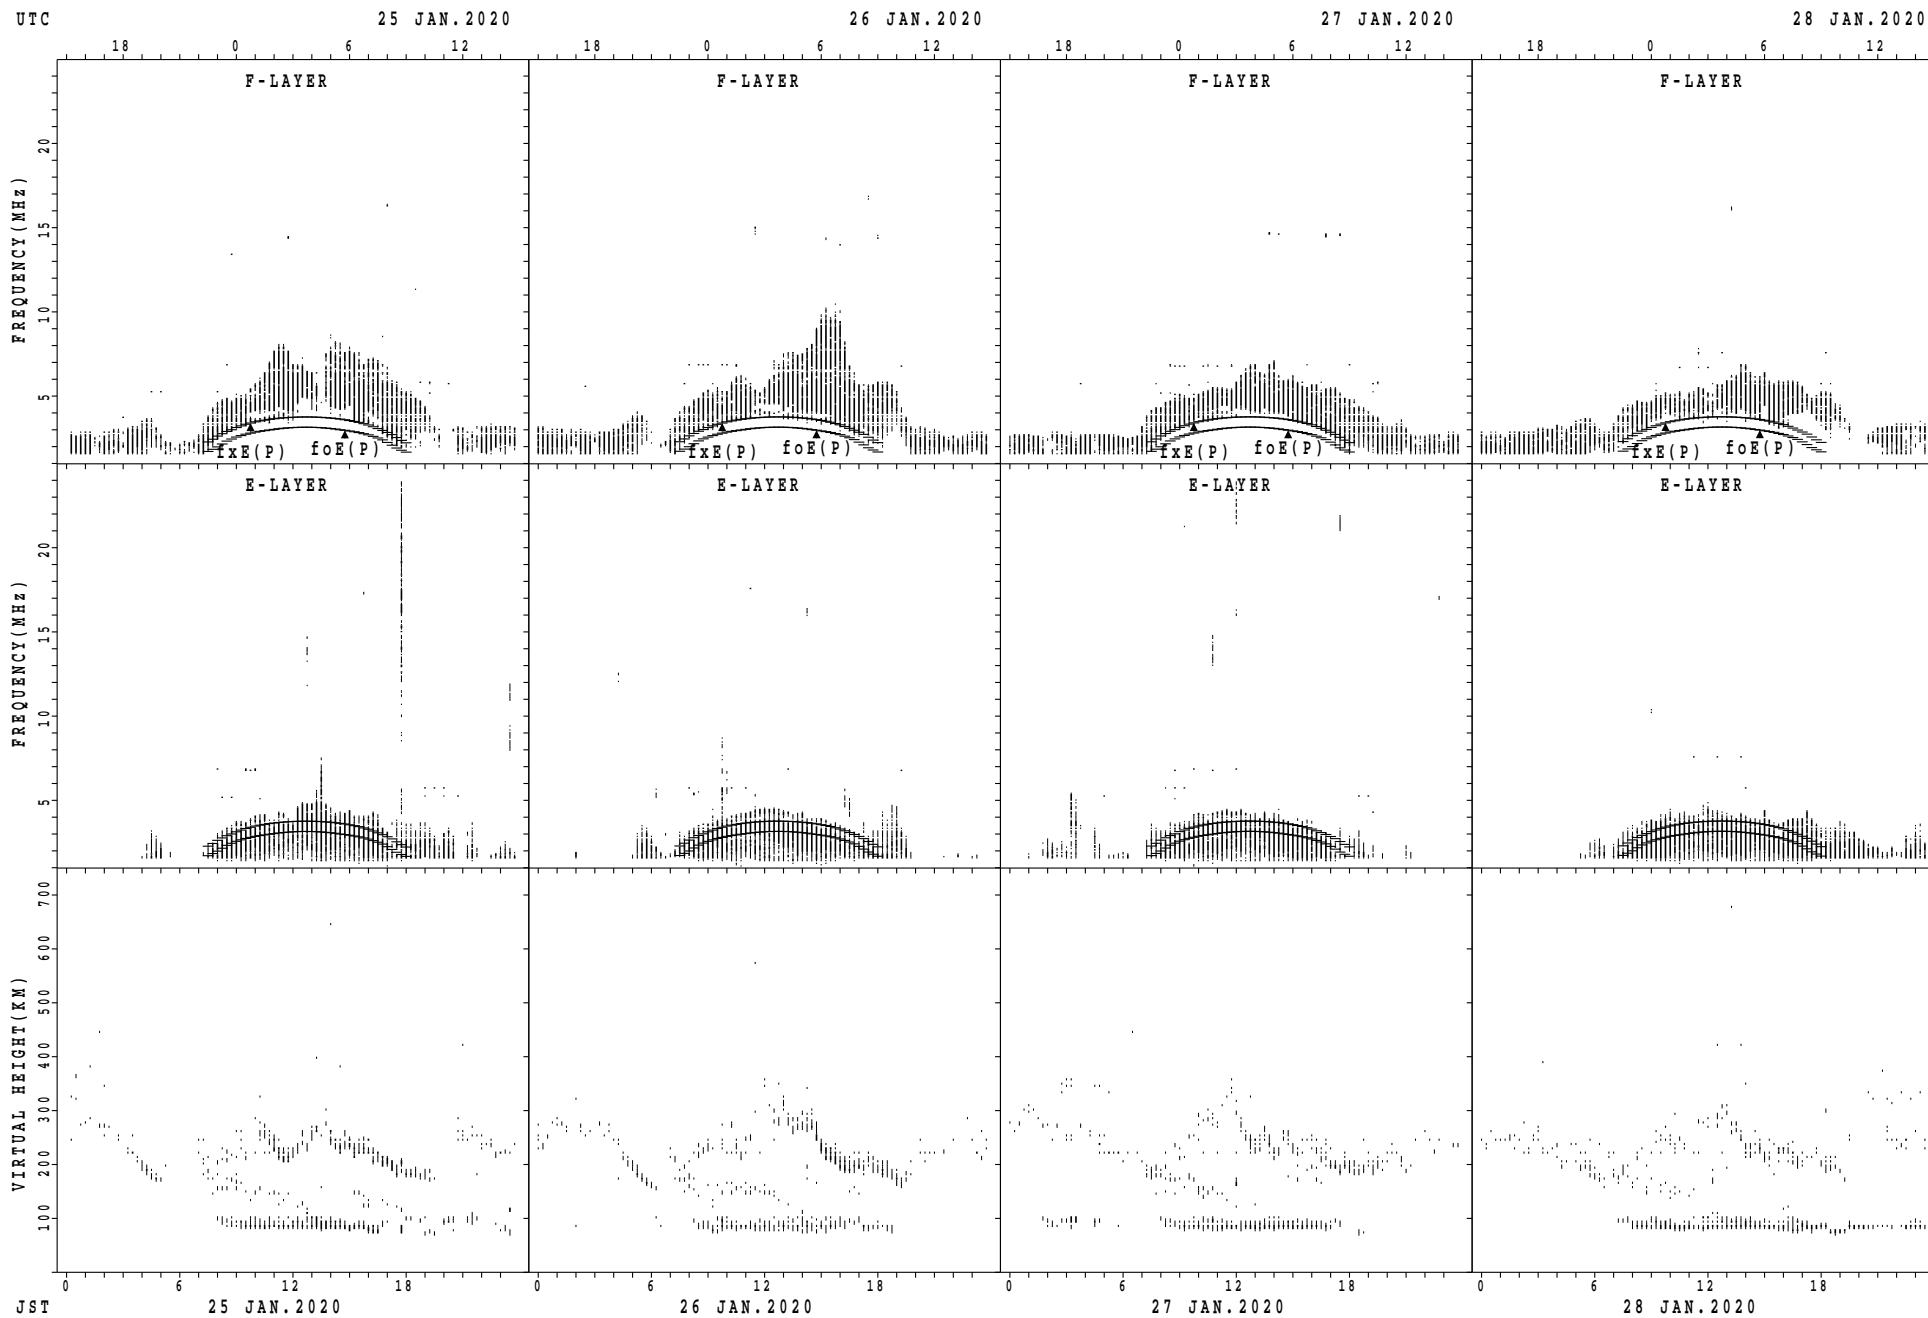 UTC 25 JAN.2020 26 JAN.2020 27 JAN.2020 28 JAN.2020
18 0 6 12 18 0 6 12 18 0 6 12 18 0 6 12
F-LAYER F-LAYER F-LAYER F-LAYER
FREQUENCY(MHz)
20
15
10
5
fxE(P) foE(P) fxE(P) foE(P) fxE(P) foE(P) fxE(P) foE(P)
E-LAYER E-LAYER E-LAYER E-LAYER
FREQUENCY(MHz)
20
15
10
5
VIRTUAL HEIGHT(KM)
700
600
500
400
300
200
100
0 6 12 18 0 6 12 18 0 6 12 18 0 6 12 18
JST 25 JAN.2020 26 JAN.2020 27 JAN.2020 28 JAN.2020